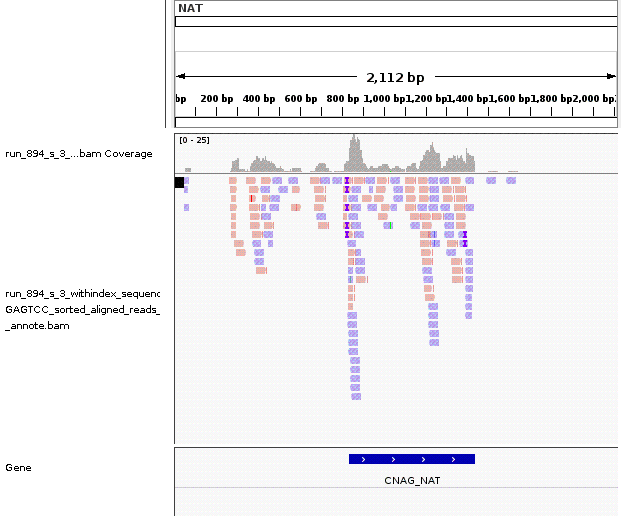 NAT
2,112 bp
bp 200 bp 400 bp 600 bp 800 bp 1,000 bp 1,200 bp 1,400 bp 1,600 bp 1,800 bp 2,000 bp
[0 - 25]
run_894_s_3_...bam Coverage
run_894_s_3_withindex_sequenc
GAGTCC_sorted_aligned_reads_
_annote.bam
Gene
CNAG_NAT